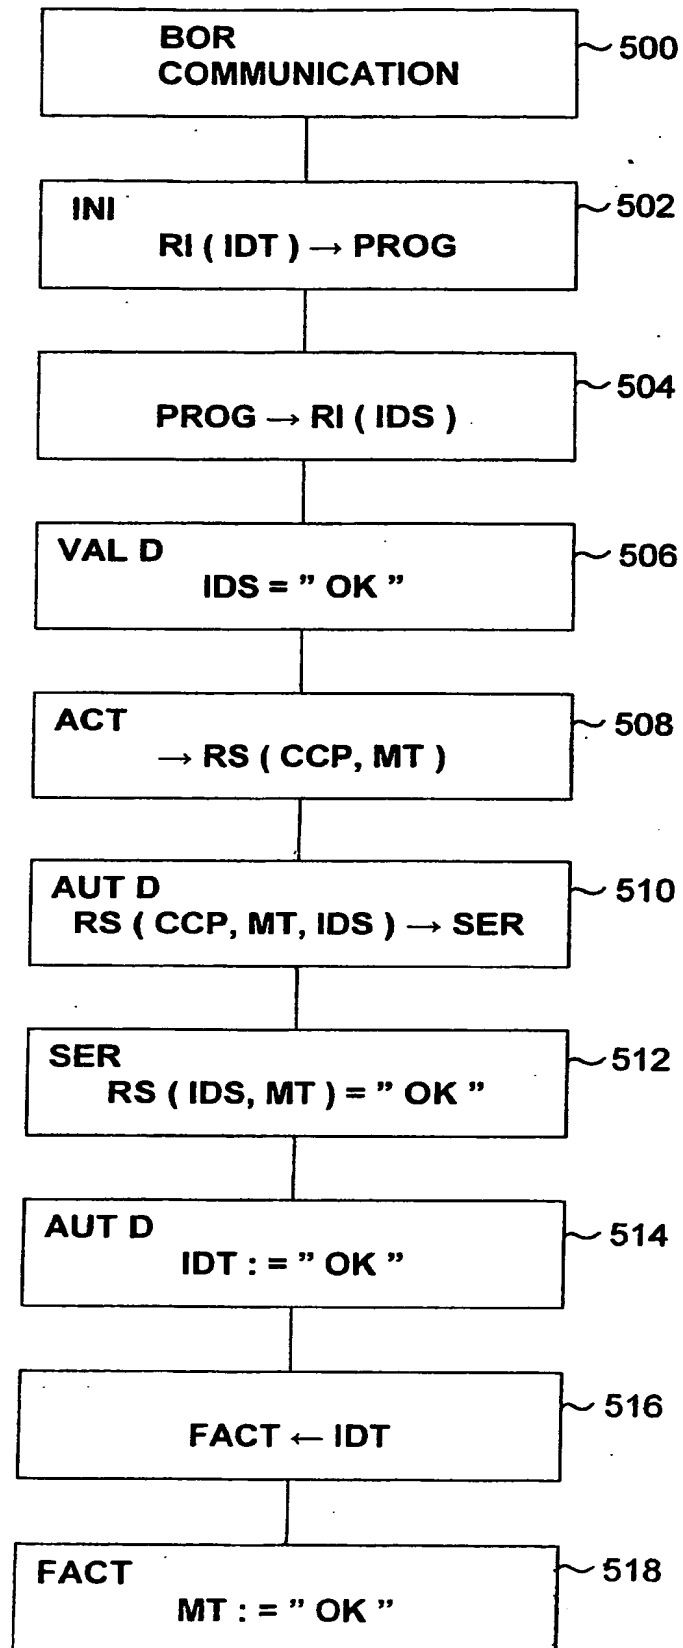 BOR
COMMUNICATION
500
INI
RI ( IDT ) → PROG
502
PROG → RI ( IDS )
504
VAL D
IDS = " OK "
506
ACT
→ RS ( CCP, MT )
508
AUT D
RS ( CCP, MT, IDS ) → SER
510
SER
RS ( IDS, MT ) = " OK "
512
AUT D
IDT : = " OK "
514
FACT ← IDT
516
FACT
MT : = " OK "
518